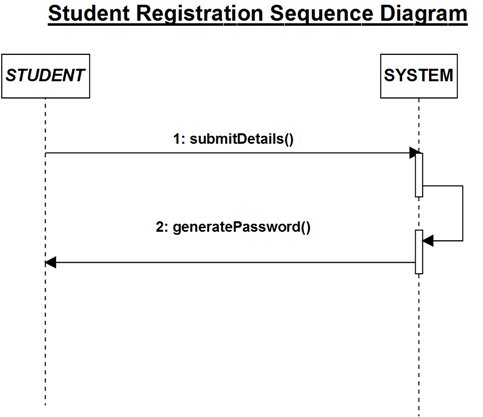 Student Registration Sequence Diagram
STUDENT
SYSTEM
1: submitDetails()
2: generatePassword()